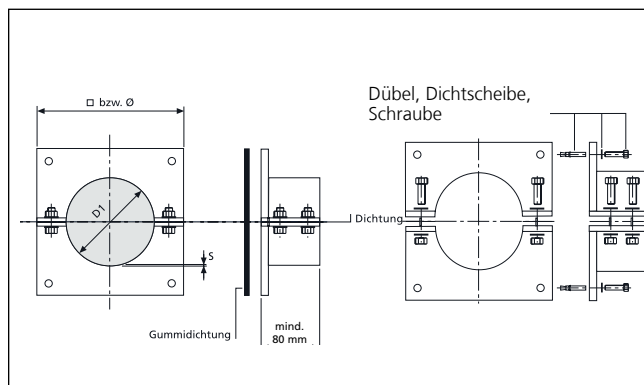 □ bzw. Ø
Dübel, Dichtscheibe,
Schraube
D1
Dichtung
S
Gummidichtung
mind.
80 mm